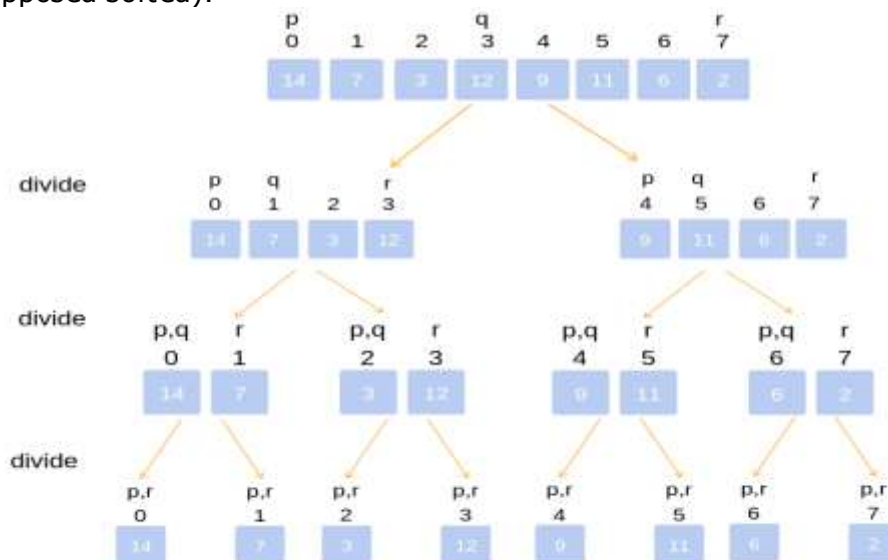 pposed sorted).
p q r
0 1 2 3 4 5 6 7
14 7 3 12 9 11 6 2
divide
p q r p q r
0 1 2 3 4 5 6 7
14 7 3 12 9 11 6 2
divide
p,q r p,q r p,q r p,q r
0 1 2 3 4 5 6 7
14 7 3 12 9 11 6 2
divide
p,r p,r p,r p,r p,r p,r p,r p,r
0 1 2 3 4 5 6 7
14 7 3 12 9 11 6 2